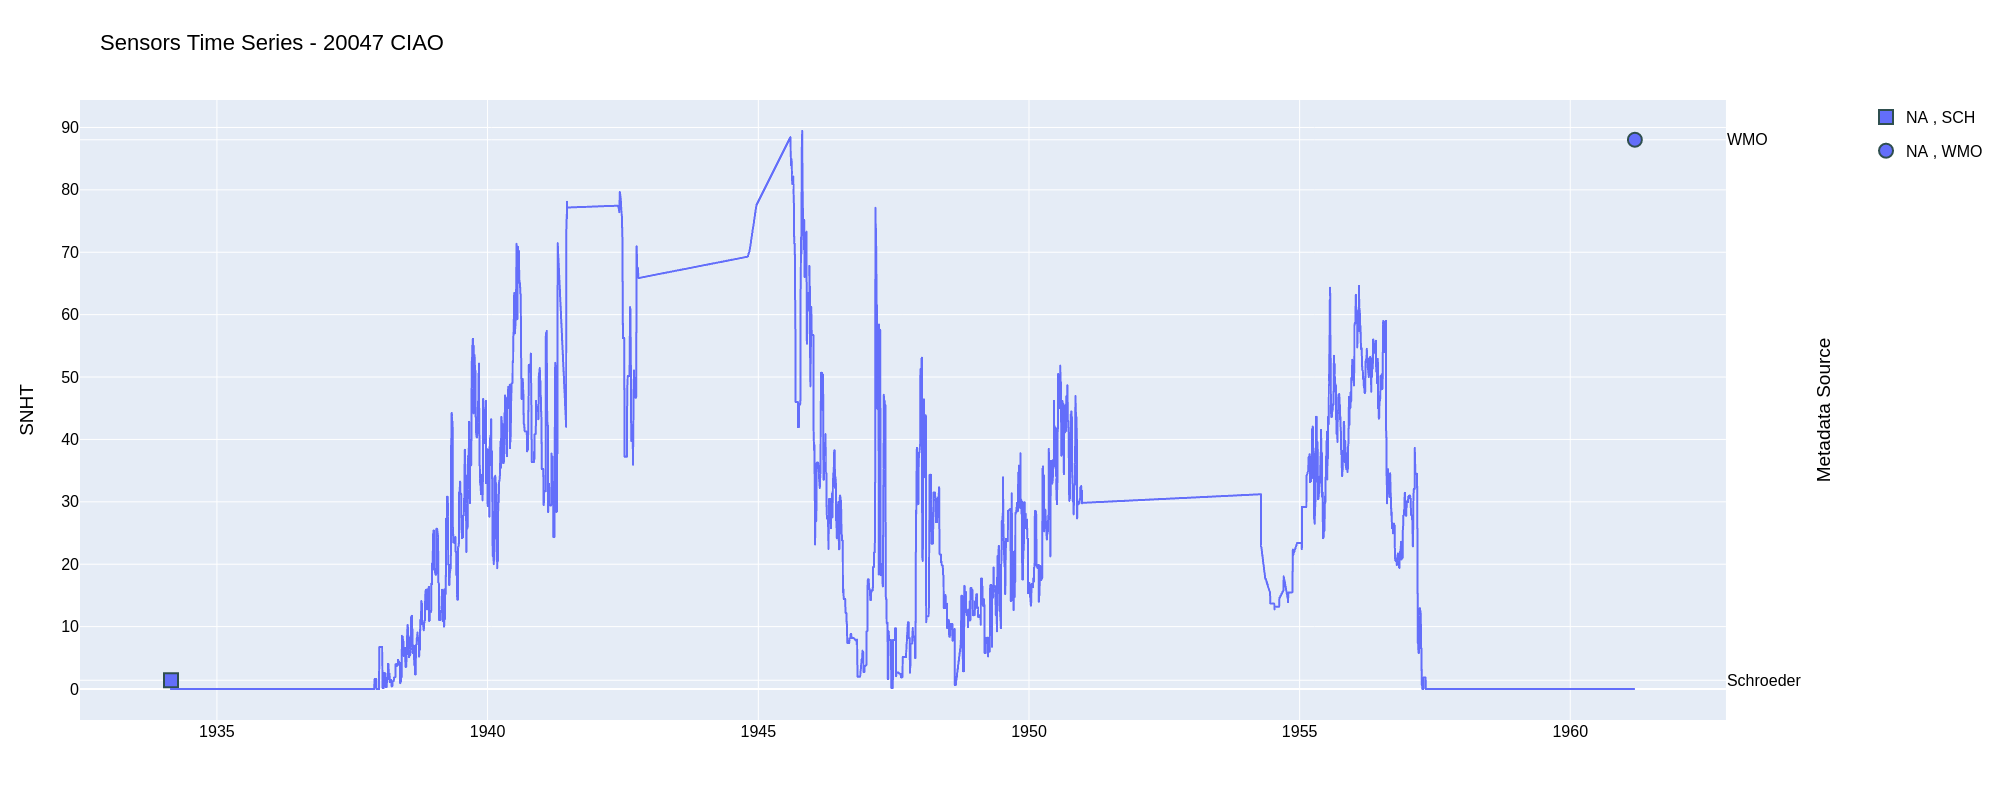 Sensors Time Series - 20047 CIAO
NA , SCH
NA , WMO
90
80
70
60
50
40
30
20
10
0
SNHT
WMO
Schroeder
Metadata Source
1935
1940
1945
1950
1955
1960